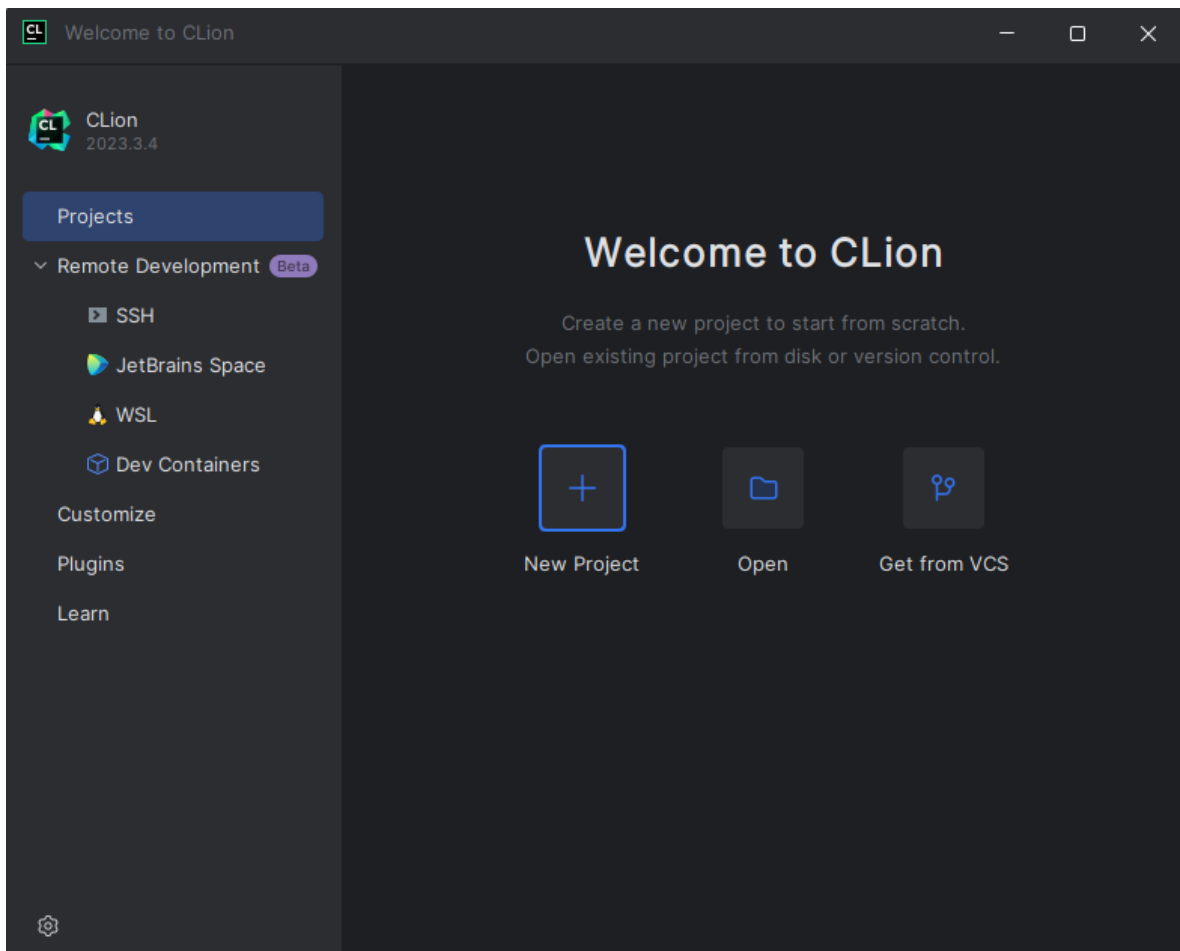 CL Welcome to CLion
CL
CLion
2023.3.4
Projects
Remote Development Beta
SSH
JetBrains Space
WSL
Dev Containers
Customize
Plugins
Learn
Welcome to CLion
Create a new project to start from scratch.
Open existing project from disk or version control.
New Project Open Get from VCS